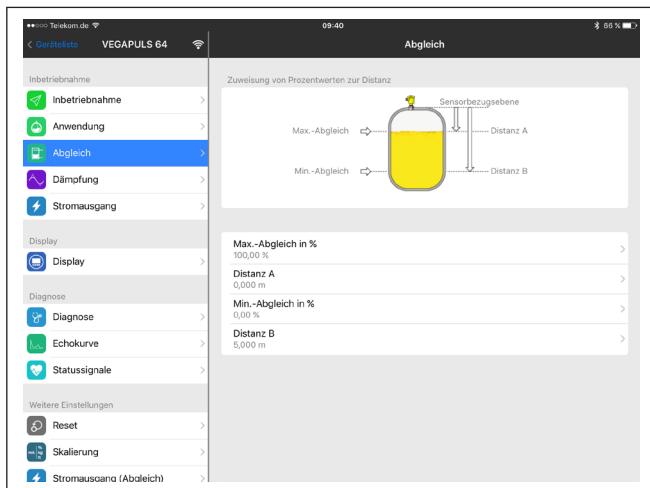 Telekom.de
09:40
86 %
Geräteliste
VEGAPULS 64
Abgleich
Inbetriebnahme
Inbetriebnahme
Anwendung
Abgleich
Dämpfung
Stromausgang
Display
Display
Diagnose
Diagnose
Echokurve
Statussignale
Weitere Einstellungen
Reset
Skalierung
Stromausgang (Abgleich)
Zuweisung von Prozentwerten zur Distanz
Sensorbezugsebene
Max.-Abgleich
Distanz A
Min.-Abgleich
Distanz B
Max.-Abgleich in %
100,00 %
Distanz A
0,000 m
Min.-Abgleich in %
0,00 %
Distanz B
5,000 m